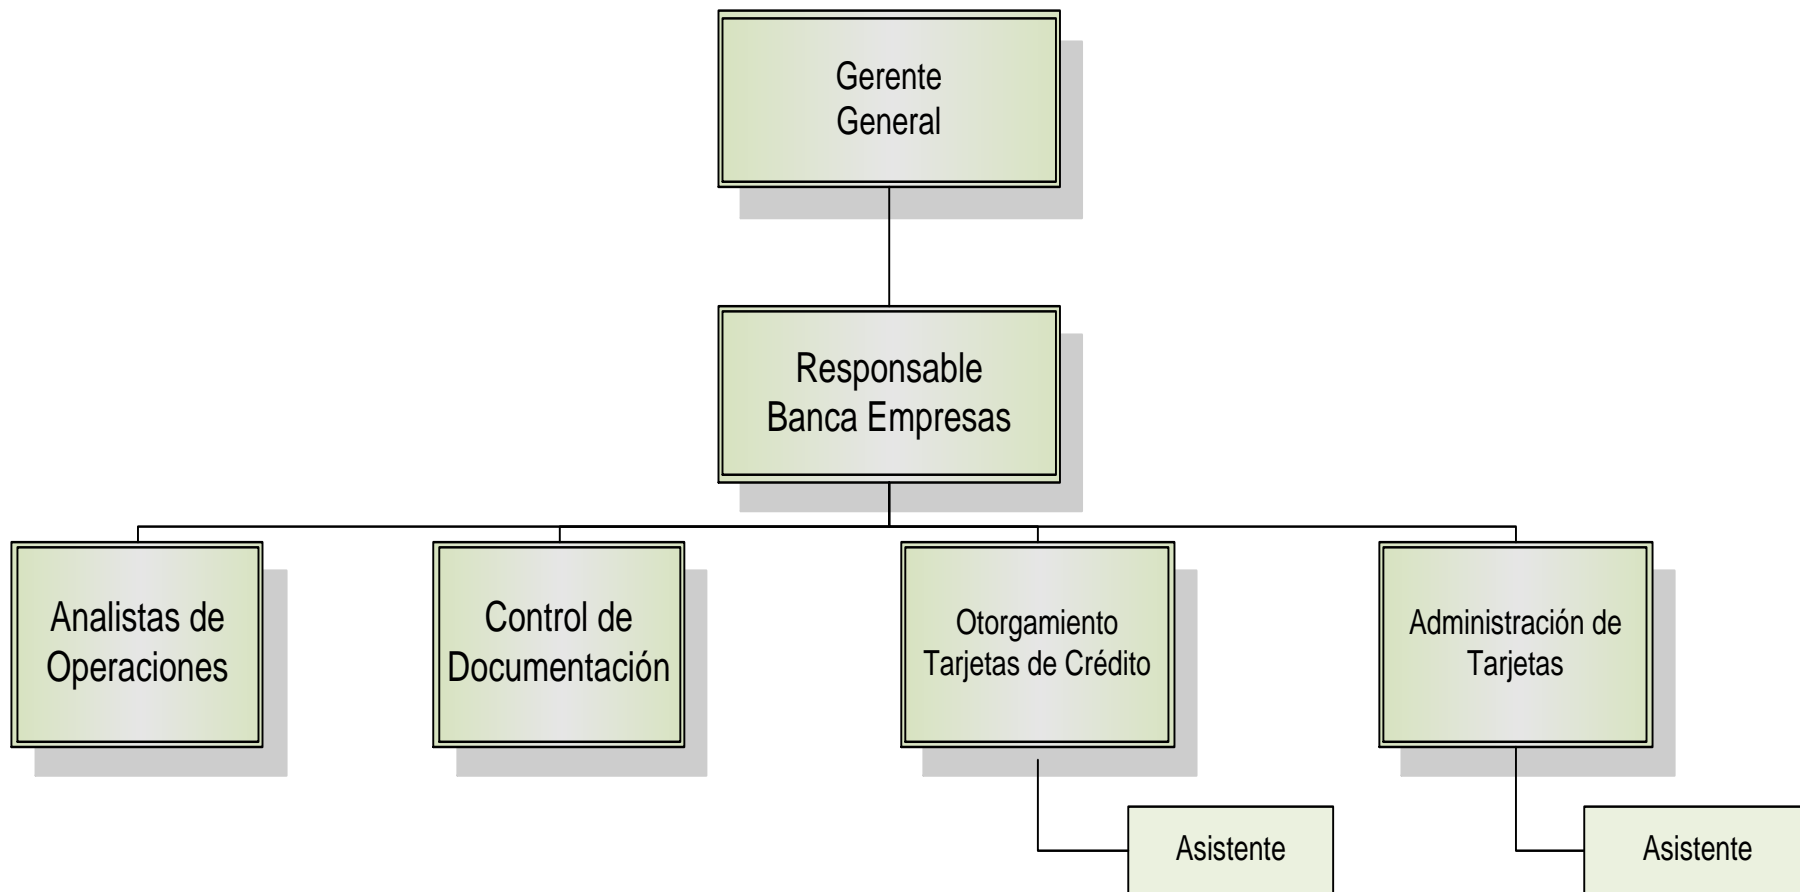 Gerente
General
Responsable
Banca Empresas
Analistas de
Operaciones
Control de
Documentación
Otorgamiento
Tarjetas de Crédito
Administración de
Tarjetas
Asistente
Asistente